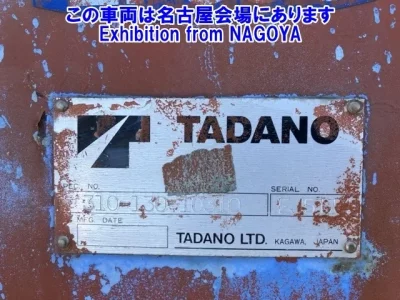 この車両は名古屋会場にあります
Exhibition from NAGOYA
TADANO
NO.
SERIAL NO.
DATE
TADANO LTD. KAGAWA, JAPAN